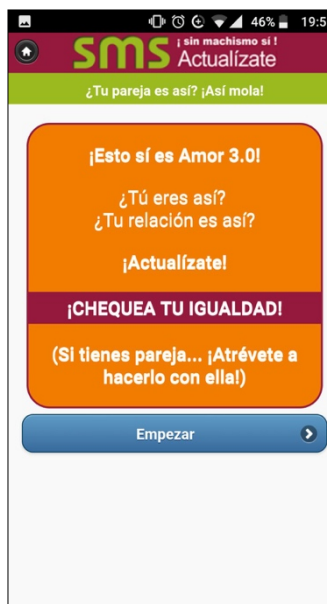 46% 19:5
SMS ¡sin machismo sí!
Actualízate
¿Tu pareja es así? ¡Así mola!
¡Esto sí es Amor 3.0!
¿Tú eres así?
¿Tu relación es así?
¡Actualízate!
¡CHEQUEA TU IGUALDAD!
(Si tienes pareja... ¡Atrévete a
hacerlo con ella!)
Empezar